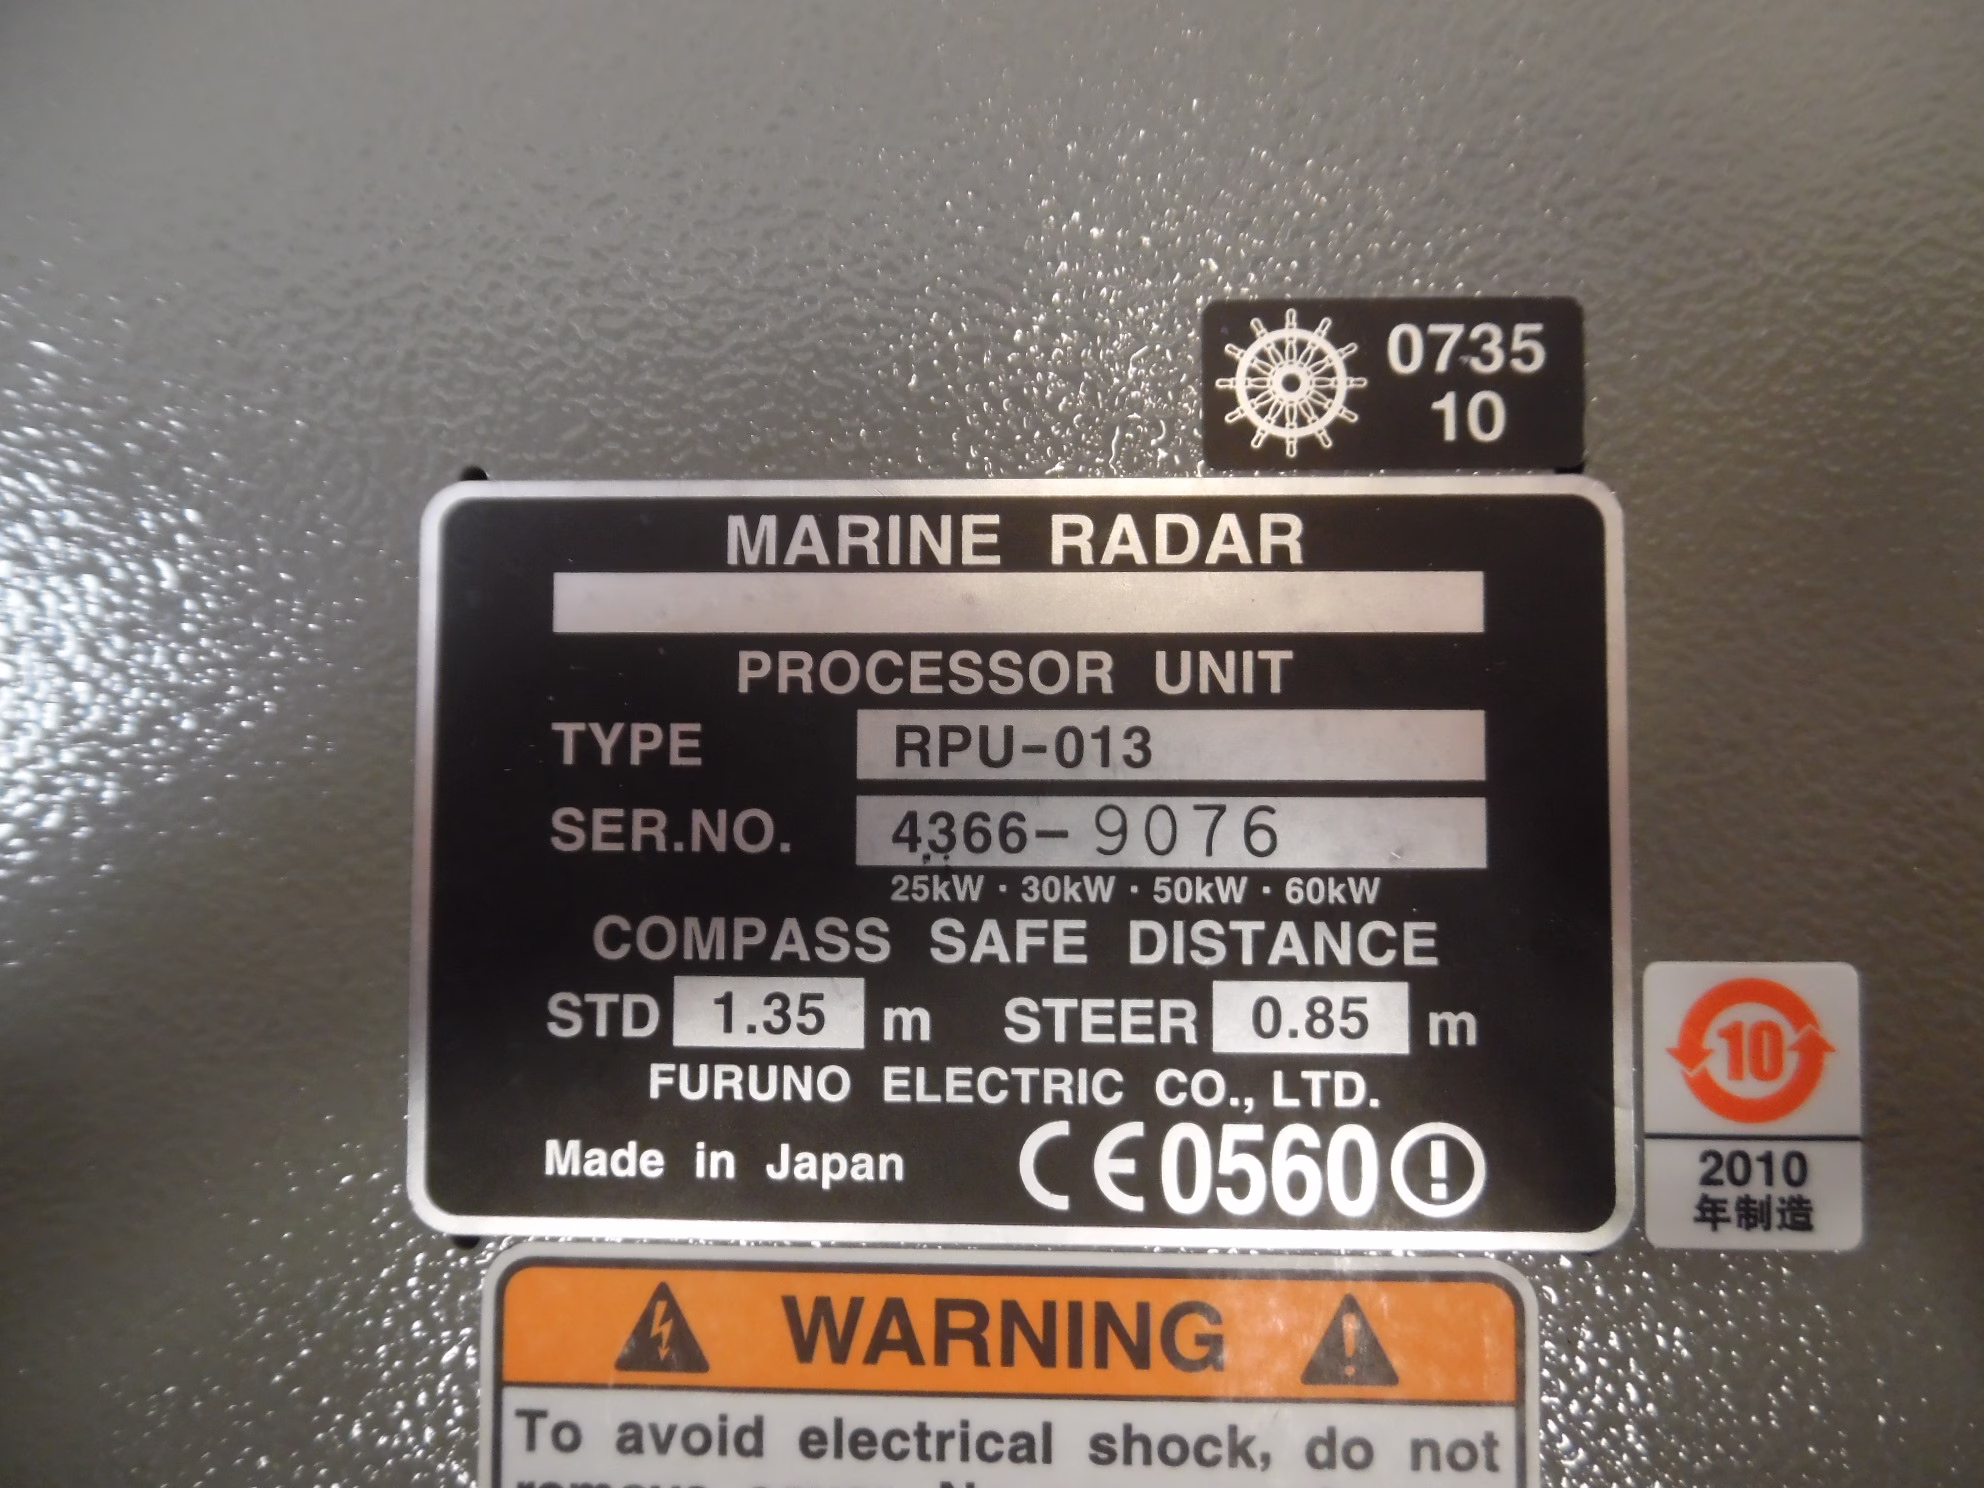 0735
10
MARINE RADAR
PROCESSOR UNIT
TYPE RPU-013
SER.NO. 4366-9076
25kW · 30kW · 50kW · 60kW
COMPASS SAFE DISTANCE
STD 1.35 m STEER 0.85 m
FURUNO ELECTRIC CO., LTD.
Made in Japan CE0560
10
2010
年制造
WARNING
To avoid electrical shock, do not